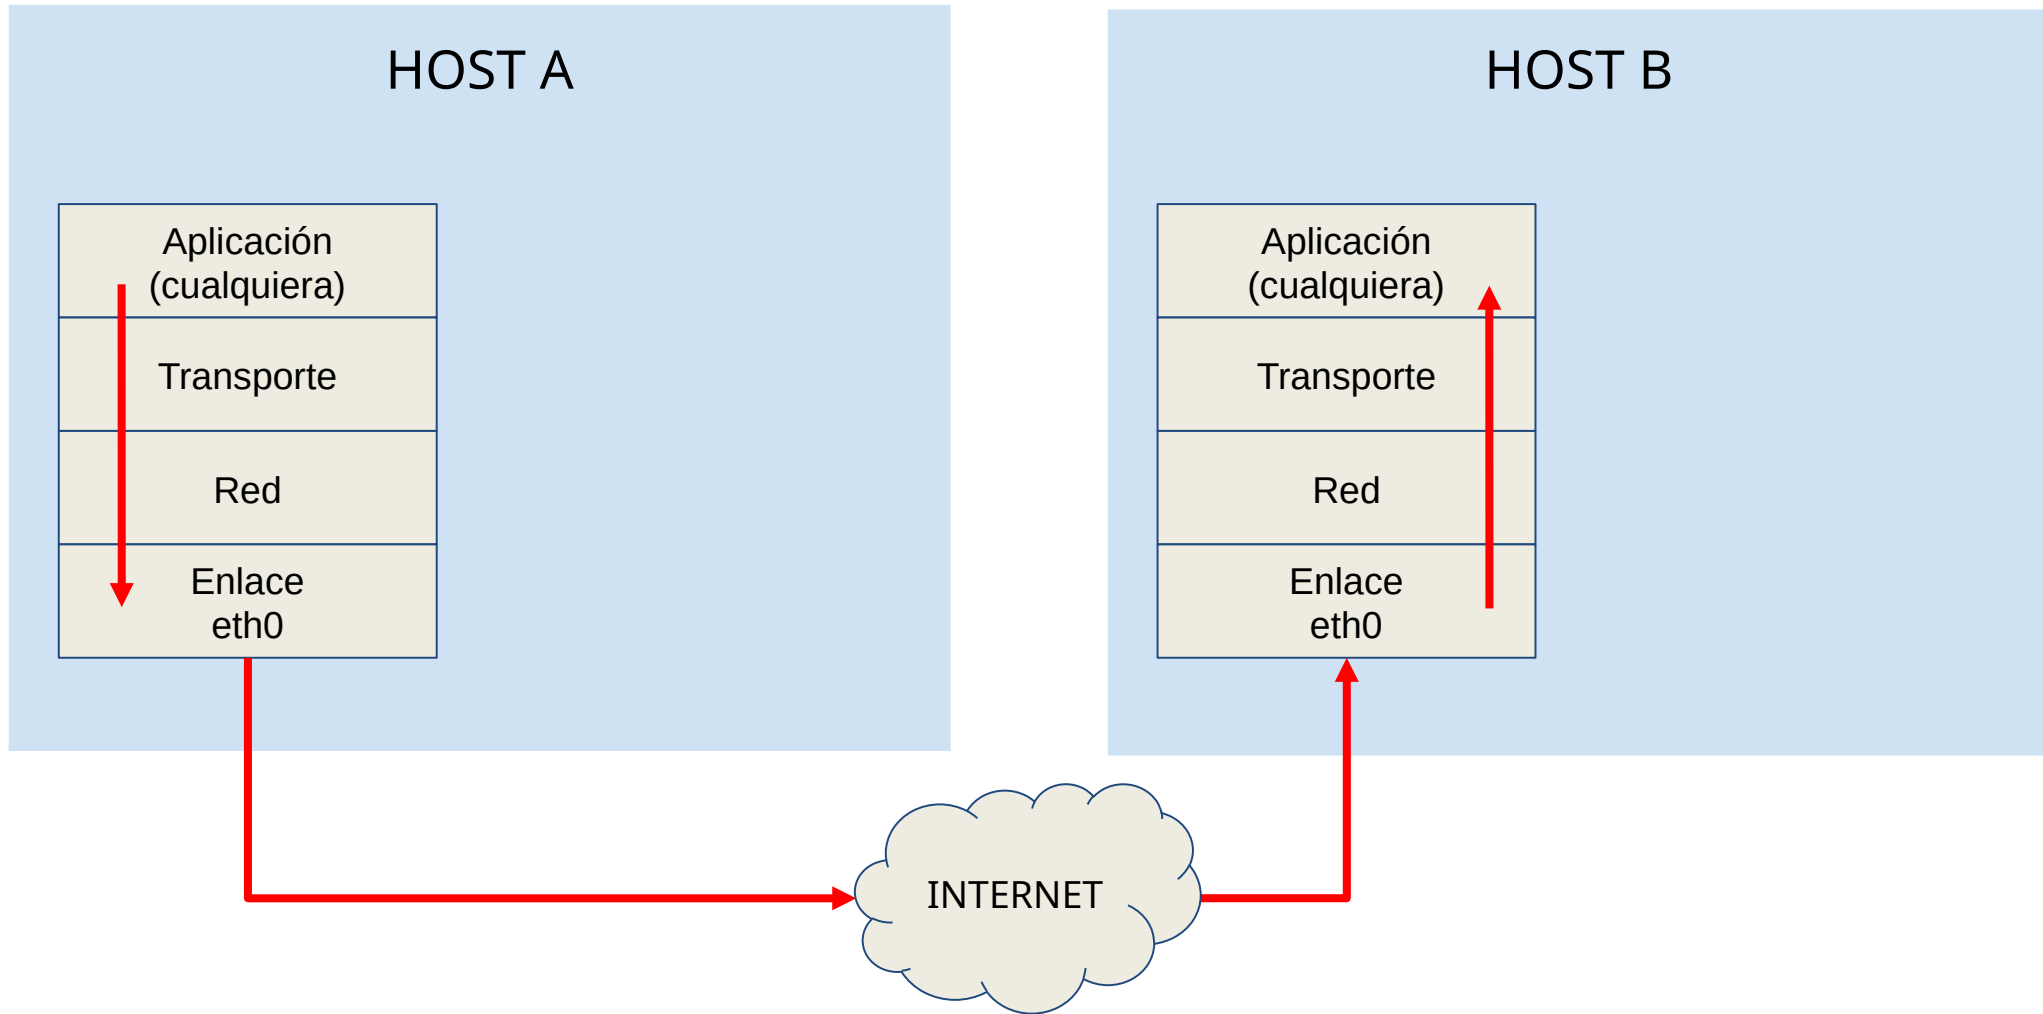 HOST A
Aplicación
(cualquiera)
Transporte
Red
Enlace
eth0
HOST B
Aplicación
(cualquiera)
Transporte
Red
Enlace
eth0
INTERNET